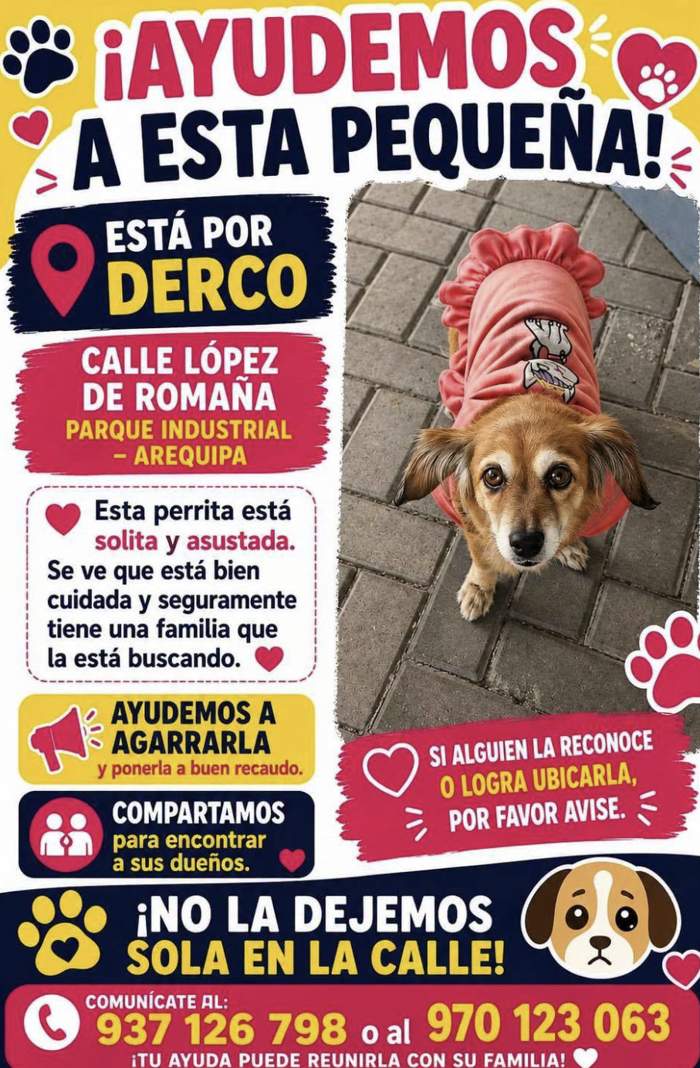 ¡AYUDEMOS
A ESTA PEQUEÑA!
ESTÁ POR
DERCO
CALLE LÓPEZ
DE ROMAÑA
PARQUE INDUSTRIAL
– AREQUIPA
Esta perrita está
solita y asustada.
Se ve que está bien
cuidada y seguramente
tiene una familia que
la está buscando.
AYUDEMOS A
AGARRARLA
y ponerla a buen recaudo.
COMPARTAMOS
para encontrar
a sus dueños.
SI ALGUIEN LA RECONOCE
O LOGRA UBICARLA,
POR FAVOR AVISE.
¡NO LA DEJEMOS
SOLA EN LA CALLE!
COMUNÍCATE AL:
937 126 798 o al 970 123 063
¡TU AYUDA PUEDE REUNIRLA CON SU FAMILIA!